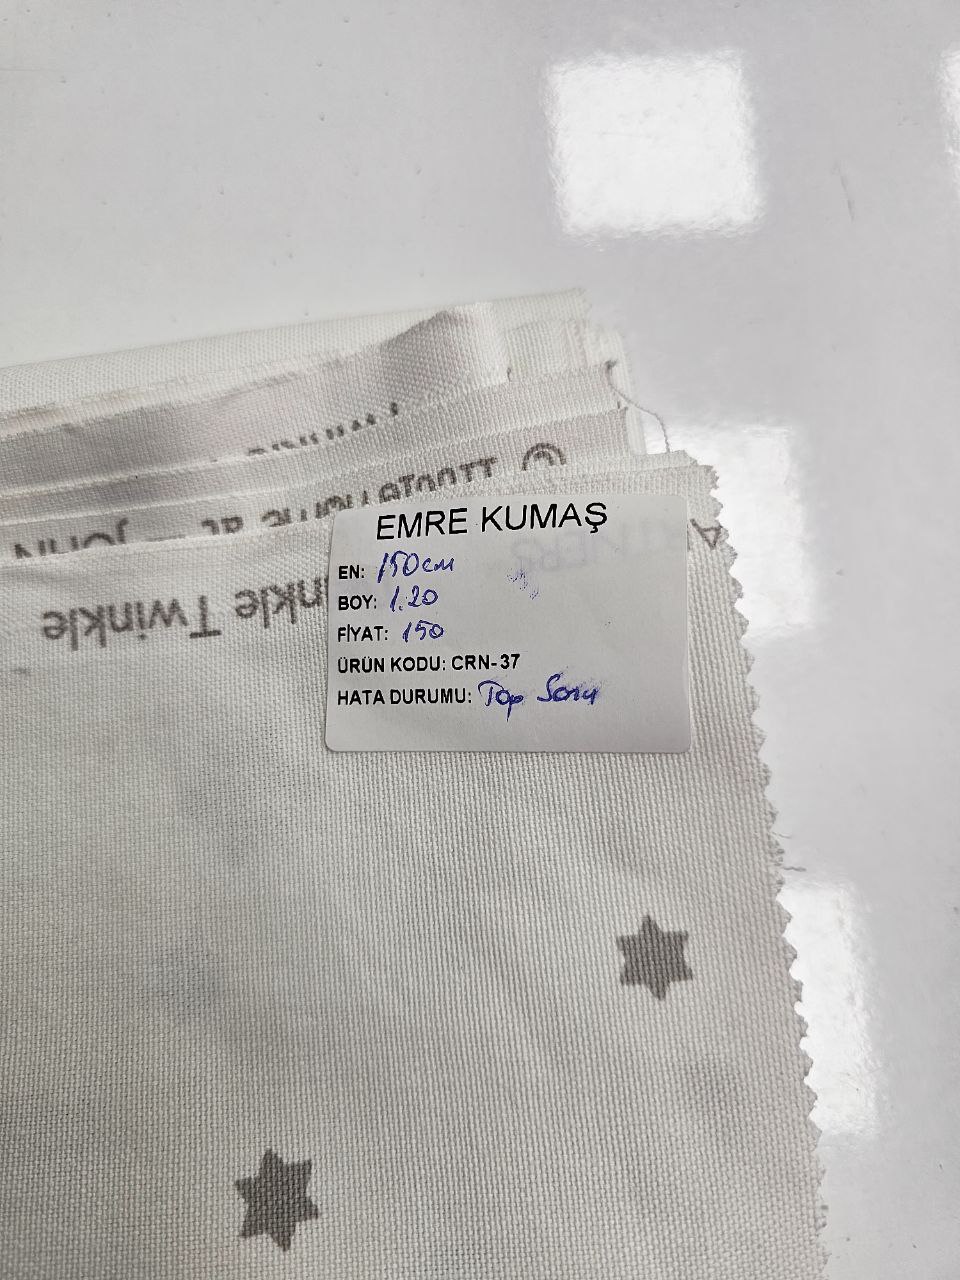 EMRE KUMAŞ
EN: 150cm
BOY: 1.20
FİYAT: 150
ÜRÜN KODU: CRN-37
HATA DURUMU: Top Sonu
Twinkle Twinkle